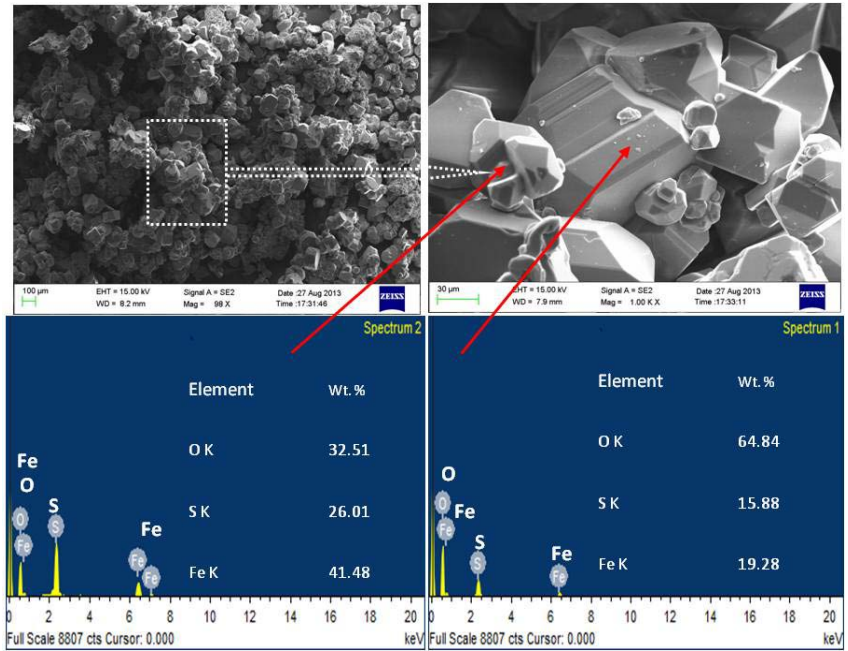 100 µm
EHT = 15.00 kV
WD = 8.2 mm
Signal A = SE2
Mag = 98 X
Date :27 Aug 2013
Time :17:31:46
ZEISS
30 µm
EHT = 15.00 kV
WD = 7.9 mm
Signal A = SE2
Mag = 1.00 K X
Date :27 Aug 2013
Time :17:33:11
ZEISS
Spectrum 2
Element Wt.%
O K 32.51
S K 26.01
Fe K 41.48
Fe
O
S
Fe
O
Fe
S
Fe
Fe
0 2 4 6 8 10 12 14 16 18 20
Full Scale 8807 cts Cursor: 0.000 keV
Spectrum 1
Element Wt.%
O K 64.84
S K 15.88
Fe K 19.28
O
Fe
S
Fe
O
Fe
S
Fe
0 2 4 6 8 10 12 14 16 18 20
Full Scale 8807 cts Cursor: 0.000 keV